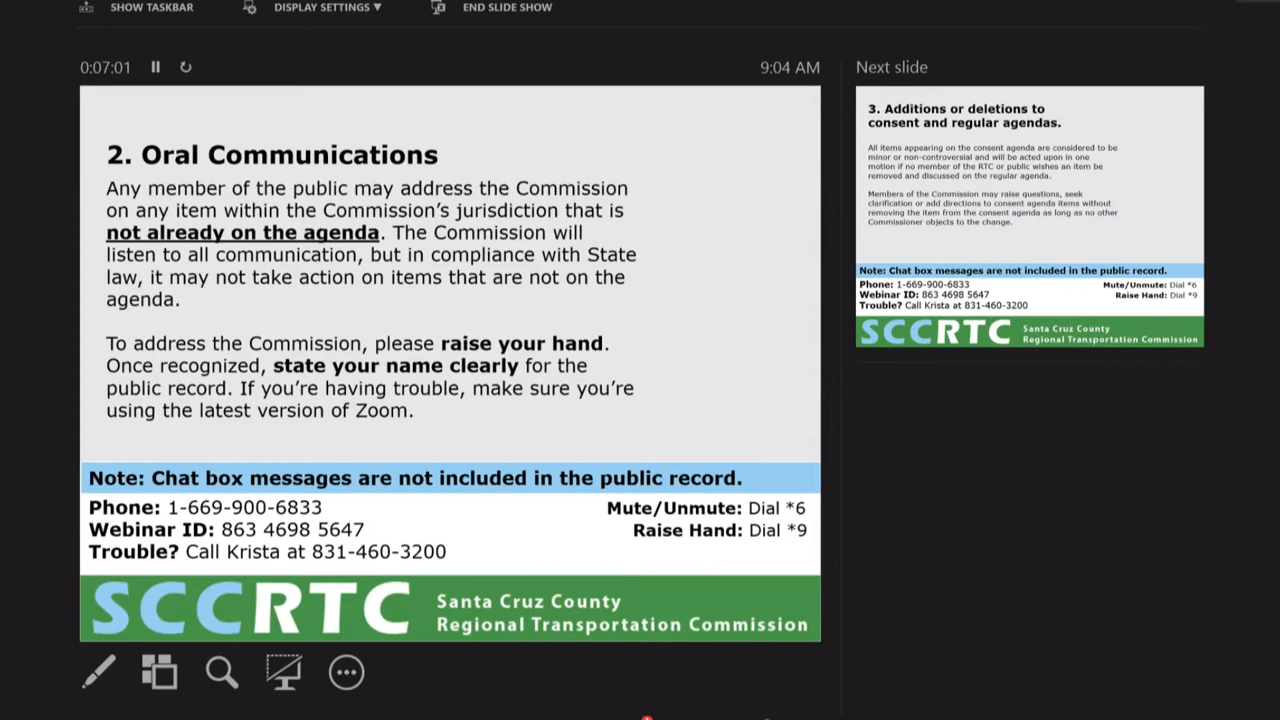 SHOW TASKBAR
DISPLAY SETTINGS ▼
END SLIDE SHOW
0:07:01
9:04 AM
Next slide
2. Oral Communications
Any member of the public may address the Commission
on any item within the Commission’s jurisdiction that is
not already on the agenda. The Commission will
listen to all communication, but in compliance with State
law, it may not take action on items that are not on the
agenda.
To address the Commission, please raise your hand.
Once recognized, state your name clearly for the
public record. If you’re having trouble, make sure you’re
using the latest version of Zoom.
Note: Chat box messages are not included in the public record.
Phone: 1-669-900-6833
Mute/Unmute: Dial *6
Webinar ID: 863 4698 5647
Raise Hand: Dial *9
Trouble? Call Krista at 831-460-3200
SCCRTC
Santa Cruz County
Regional Transportation Commission
3. Additions or deletions to
consent and regular agendas.
All items appearing on the consent agenda are considered to be
minor or non-controversial and will be acted upon in one
motion if no member of the RTC or public wishes an item be
removed and discussed on the regular agenda.
Members of the Commission may raise questions, seek
clarification or add directions to consent agenda items without
removing the item from the consent agenda as long as no other
Commissioner objects to the change.
Note: Chat box messages are not included in the public record.
Phone: 1-669-900-6833
Mute/Unmute: Dial *6
Webinar ID: 863 4698 5647
Raise Hand: Dial *9
Trouble? Call Krista at 831-460-3200
SCCRTC
Santa Cruz County
Regional Transportation Commission